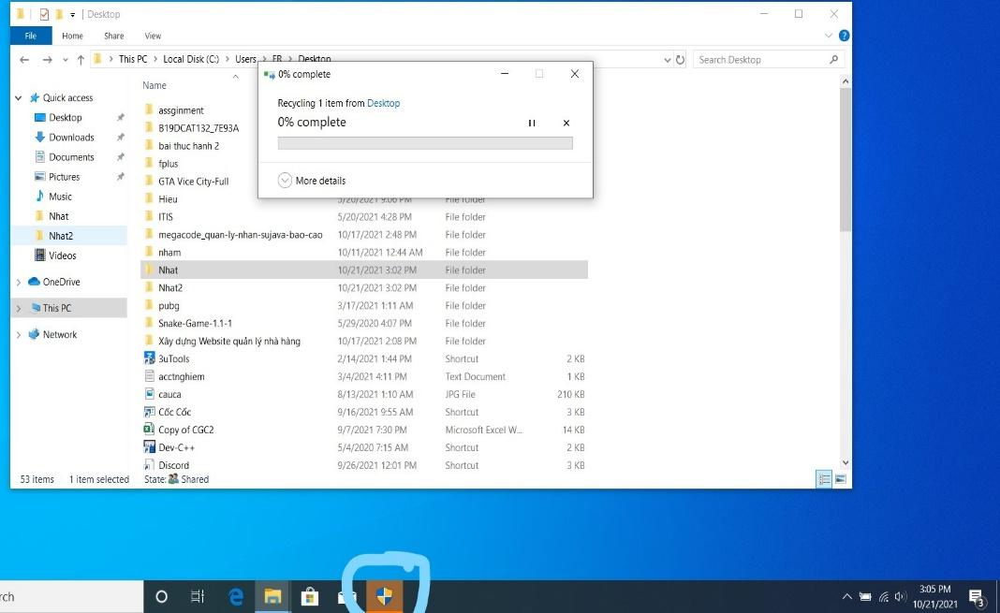 Desktop
File Home Share View
This PC Local Disk (C:) Users FR Desktop
Search Desktop
0% complete
Recycling 1 item from Desktop
0% complete
More details
Quick access
Desktop
Downloads
Documents
Pictures
Music
Nhat
Nhat2
Videos
OneDrive
This PC
Network
Name
assginment
B19DCAT132_7E93A
bai thuc hanh 2
fplus
GTA Vice City-Full
Hieu 5/20/2021 9:06 PM File folder
ITIS 5/20/2021 4:28 PM File folder
megacode_quan-ly-nhan-sujava-bao-cao 10/17/2021 2:48 PM File folder
nham 10/11/2021 12:44 AM File folder
Nhat 10/21/2021 3:02 PM File folder
Nhat2 10/21/2021 3:02 PM File folder
pubg 3/17/2021 1:11 AM File folder
Snake-Game-1.1-1 5/29/2020 4:07 PM File folder
Xây dựng Website quản lý nhà hàng 10/17/2021 2:08 PM File folder
3uTools 2/14/2021 1:44 PM Shortcut 2 KB
acctnghiem 3/4/2021 4:11 PM Text Document 1 KB
cauca 8/13/2021 1:10 AM JPG File 210 KB
Cốc Cốc 9/16/2021 9:55 AM Shortcut 3 KB
Copy of CGC2 9/7/2021 7:30 PM Microsoft Excel W... 14 KB
Dev-C++ 5/4/2020 7:15 AM Shortcut 2 KB
Discord 9/26/2021 12:01 PM Shortcut 3 KB
53 items 1 item selected State: Shared
rch
3:05 PM
10/21/2021
3